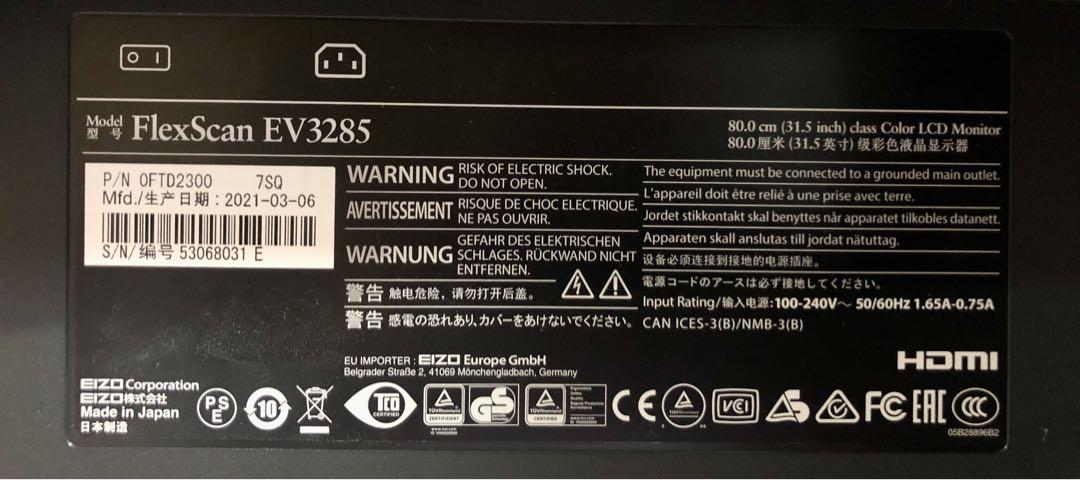 O I
Model
型 号
FlexScan EV3285
80.0 cm (31.5 inch) class Color LCD Monitor
80.0 厘米 (31.5 英寸) 级彩色液晶显示器
P/N 0FTD2300 7SQ
Mfd./生产日期 : 2021-03-06
S/N/编号 53068031 E
WARNING RISK OF ELECTRIC SHOCK.
DO NOT OPEN.
AVERTISSEMENT RISQUE DE CHOC ELECTRIQUE.
NE PAS OUVRIR.
WARNUNG GEFAHR DES ELEKTRISCHEN
SCHLAGES. RÜCKWAND NICHT
ENTFERNEN.
警告 触电危险，请勿打开后盖。
警告 感電の恐れあり、カバーをあけないでください。
The equipment must be connected to a grounded main outlet.
L'appareil doit être relié à une prise avec terre.
Jordet stikkontakt skal benyttes når apparatet tilkobles datanett.
Apparaten skall anslutas till jordat nätuttag.
设备必须连接到接地的电源插座。
電源コードのアースは必ず接地してください。
Input Rating/输入电源: 100-240V～ 50/60Hz 1.65A-0.75A
CAN ICES-3(B)/NMB-3(B)
EU IMPORTER : EIZO Europe GmbH
Belgrader Straße 2, 41069 Mönchengladbach, Germany
HDMI
EIZO Corporation
EIZO株式会社
Made in Japan
日本制造
PS
E
10
TCO
CERTIFIED
TÜVRheinland
ZERTIFIZIERT
GS
TÜVRheinland
CERTIFIED
CE
VCI
FC
EAC
CCC
05B28896B2